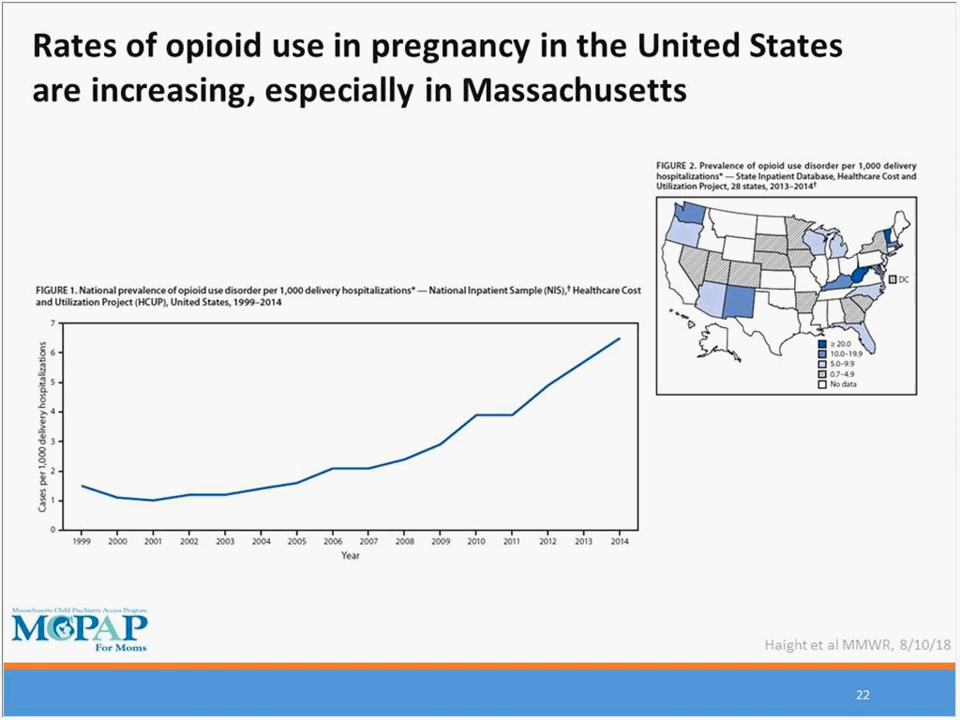 Rates of opioid use in pregnancy in the United States
are increasing, especially in Massachusetts
FIGURE 2. Prevalence of opioid use disorder per 1,000 delivery
hospitalizations* — State Inpatient Database, Healthcare Cost and
Utilization Project, 28 states, 2013–2014†
DC
≥ 20.0
10.0–19.9
5.0–9.9
0.7–4.9
No data
FIGURE 1. National prevalence of opioid use disorder per 1,000 delivery hospitalizations* — National Inpatient Sample (NIS),† Healthcare Cost
and Utilization Project (HCUP), United States, 1999–2014
Cases per 1,000 delivery hospitalizations
7
6
5
4
3
2
1
0
1999 2000 2001 2002 2003 2004 2005 2006 2007 2008 2009 2010 2011 2012 2013 2014
Year
Massachusetts Child Psychiatry Access Program
MCPAP
For Moms
Haight et al MMWR, 8/10/18
22